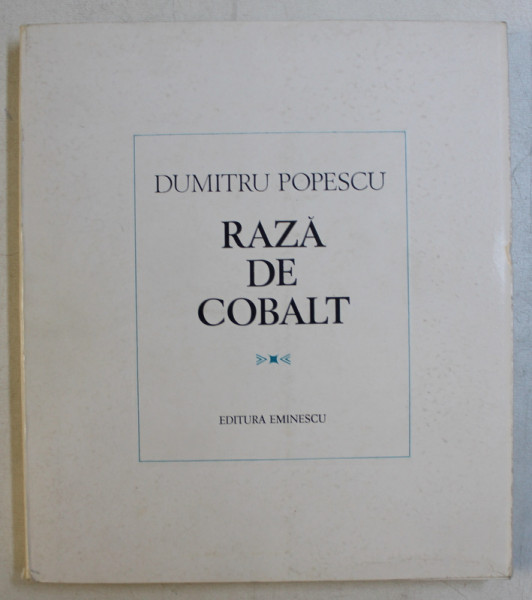 DUMITRU POPESCU
RAZĂ
DE
COBALT
EDITURA EMINESCU